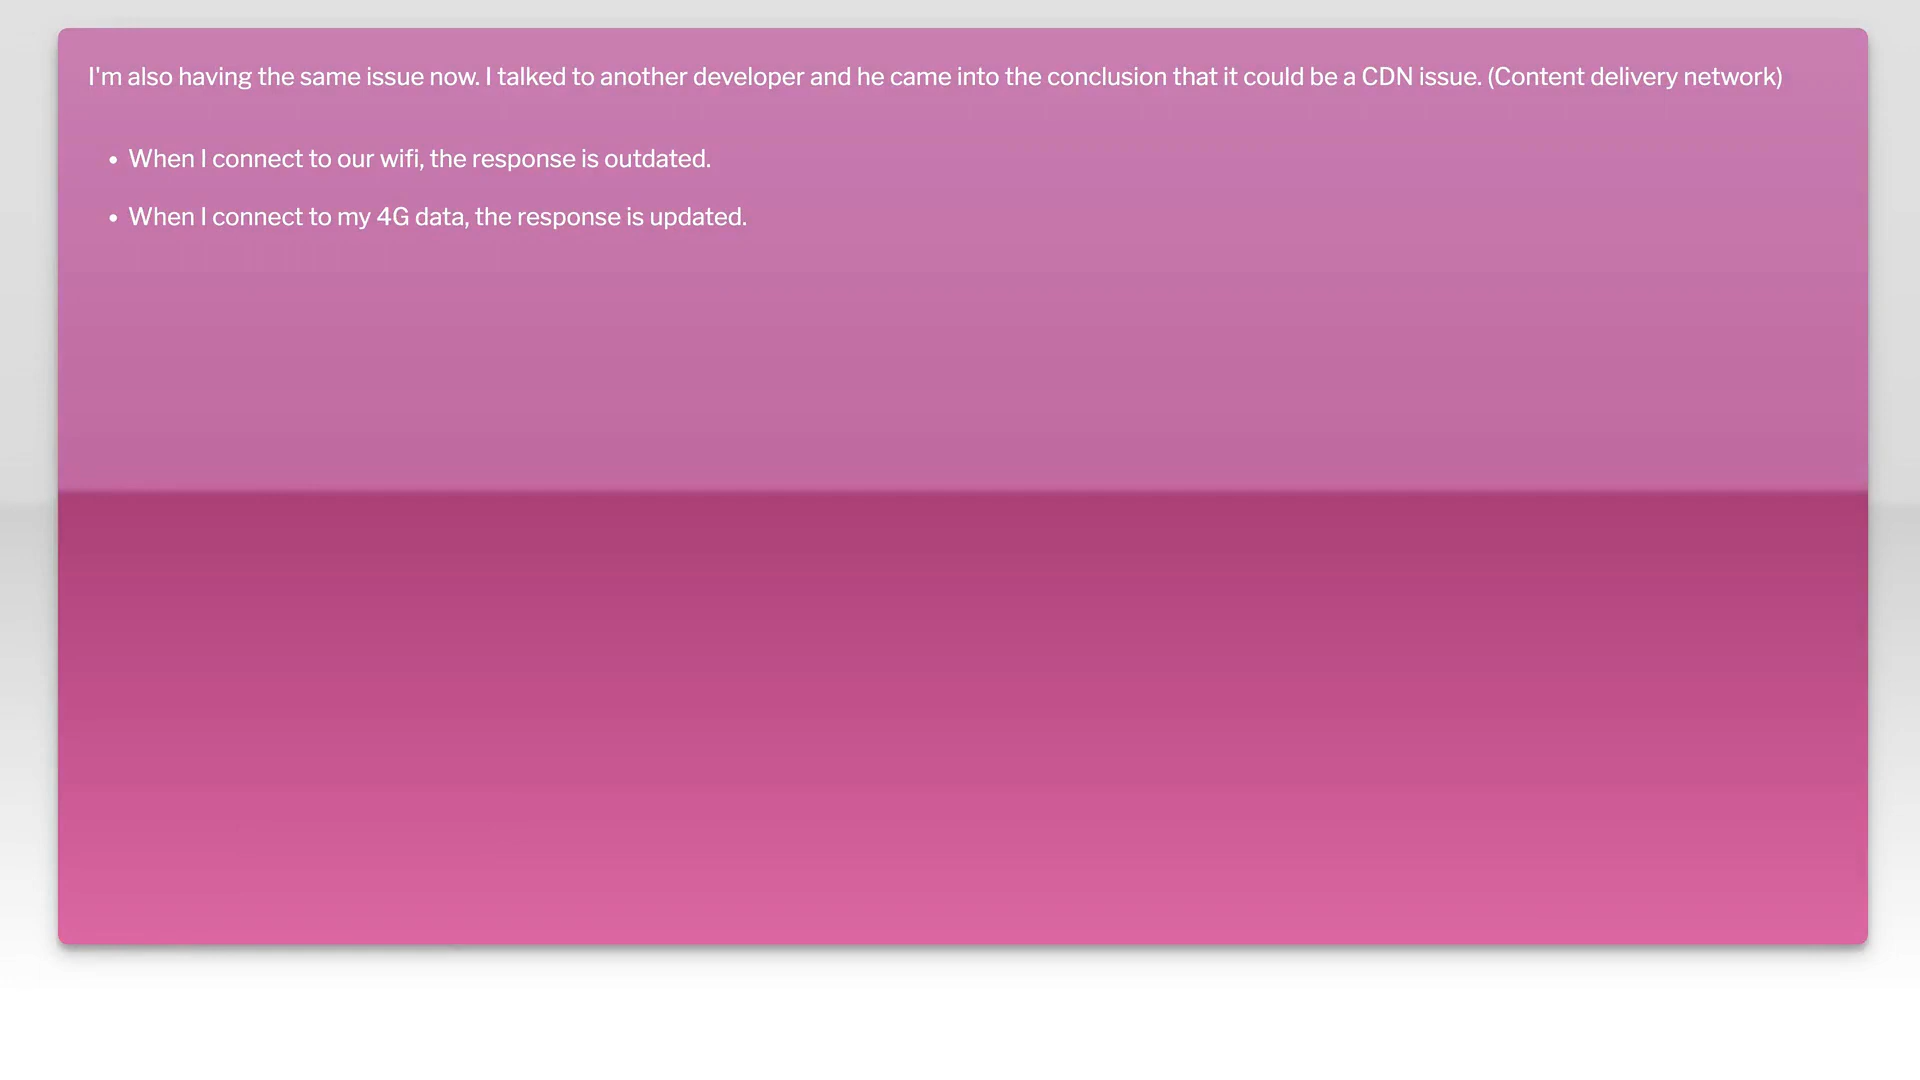 I'm also having the same issue now. I talked to another developer and he came into the conclusion that it could be a CDN issue. (Content delivery network)
• When I connect to our wifi, the response is outdated.
• When I connect to my 4G data, the response is updated.